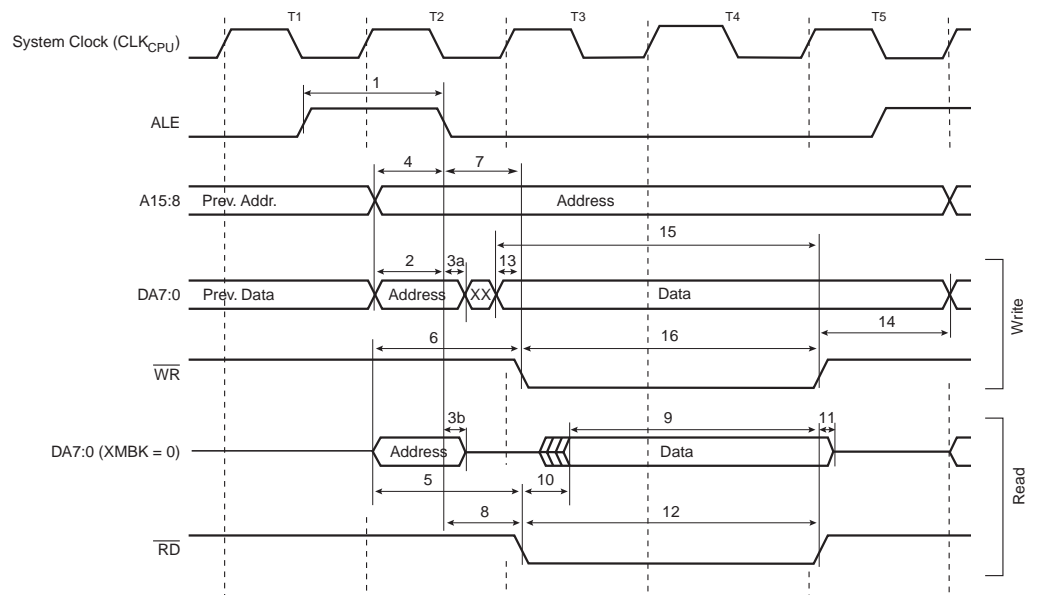 T1 T2 T3 T4 T5
System Clock (CLKCPU)
1
ALE
4 7
A15:8 Prev. Addr. Address
15
2 3a 13
DA7:0 Prev. Data Address XX Data
14
6 16
WR
Write
3b 9 11
DA7:0 (XMBK = 0) Address Data
5 10
8 12
RD
Read